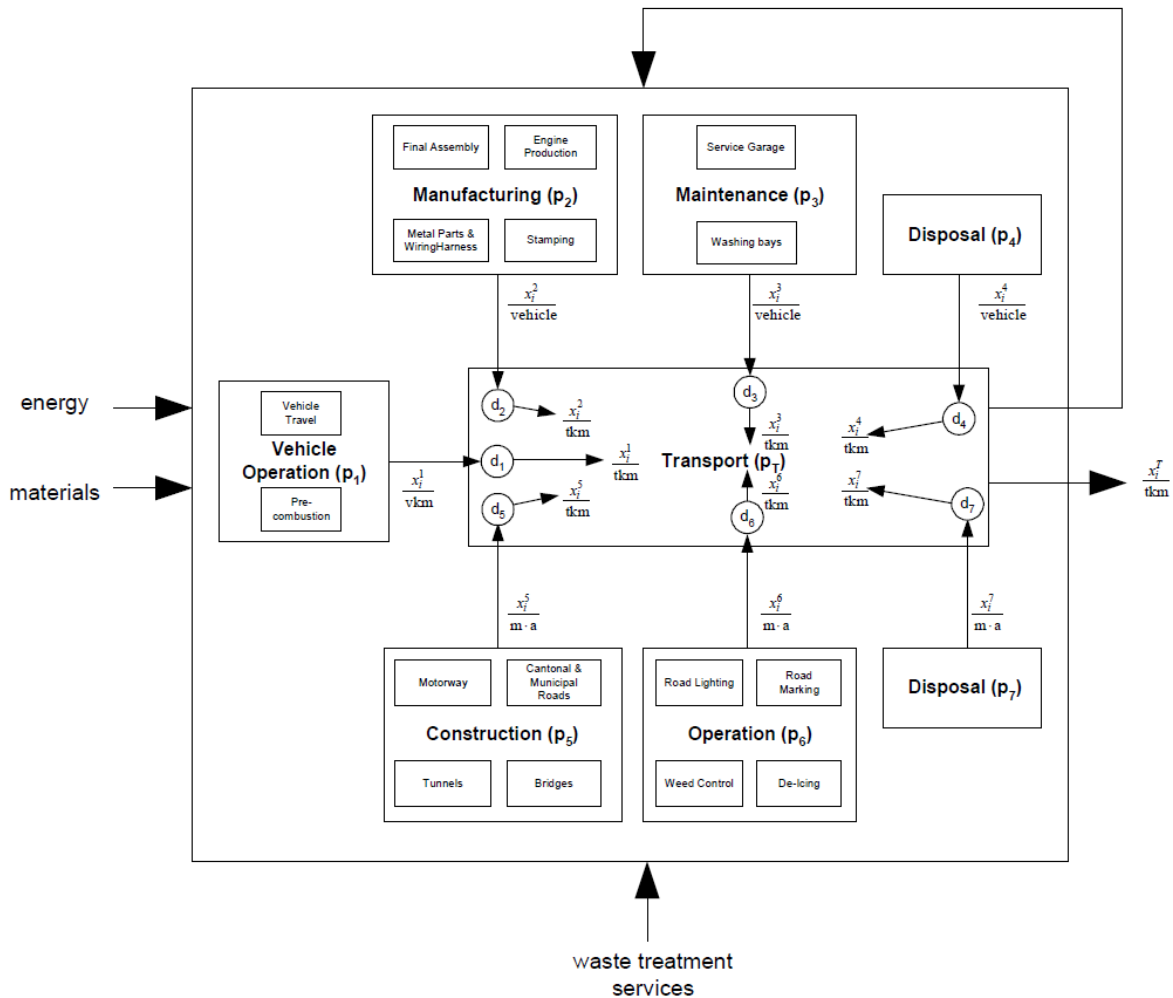 Final Assembly
Engine
Production
Manufacturing (p2)
Metal Parts &
WiringHarness
Stamping
Service Garage
Maintenance (p3)
Washing bays
Disposal (p4)
x_i^2
vehicle
x_i^3
vehicle
x_i^4
vehicle
energy
materials
Vehicle
Travel
Vehicle
Operation (p1)
Pre-
combustion
x_i^1
vkm
d2
x_i^2
tkm
d1
x_i^1
tkm
d5
x_i^5
tkm
d3
x_i^3
tkm
Transport (pT)
x_i^6
tkm
d6
d4
x_i^4
tkm
x_i^7
tkm
d7
x_i^T
tkm
x_i^5
m · a
x_i^6
m · a
x_i^7
m · a
Motorway
Cantonal &
Municipal
Roads
Construction (p5)
Tunnels
Bridges
Road Lighting
Road
Marking
Operation (p6)
Weed Control
De-Icing
Disposal (p7)
waste treatment
services